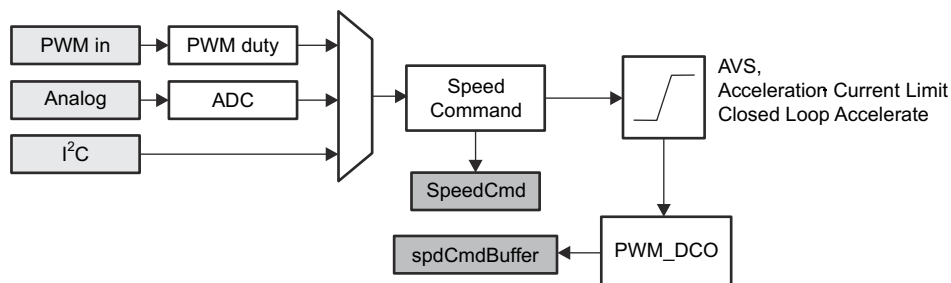 PWM in
PWM duty
Analog
ADC
I²C
Speed
Command
SpeedCmd
AVS,
Acceleration Current Limit
Closed Loop Accelerate
PWM_DCO
spdCmdBuffer